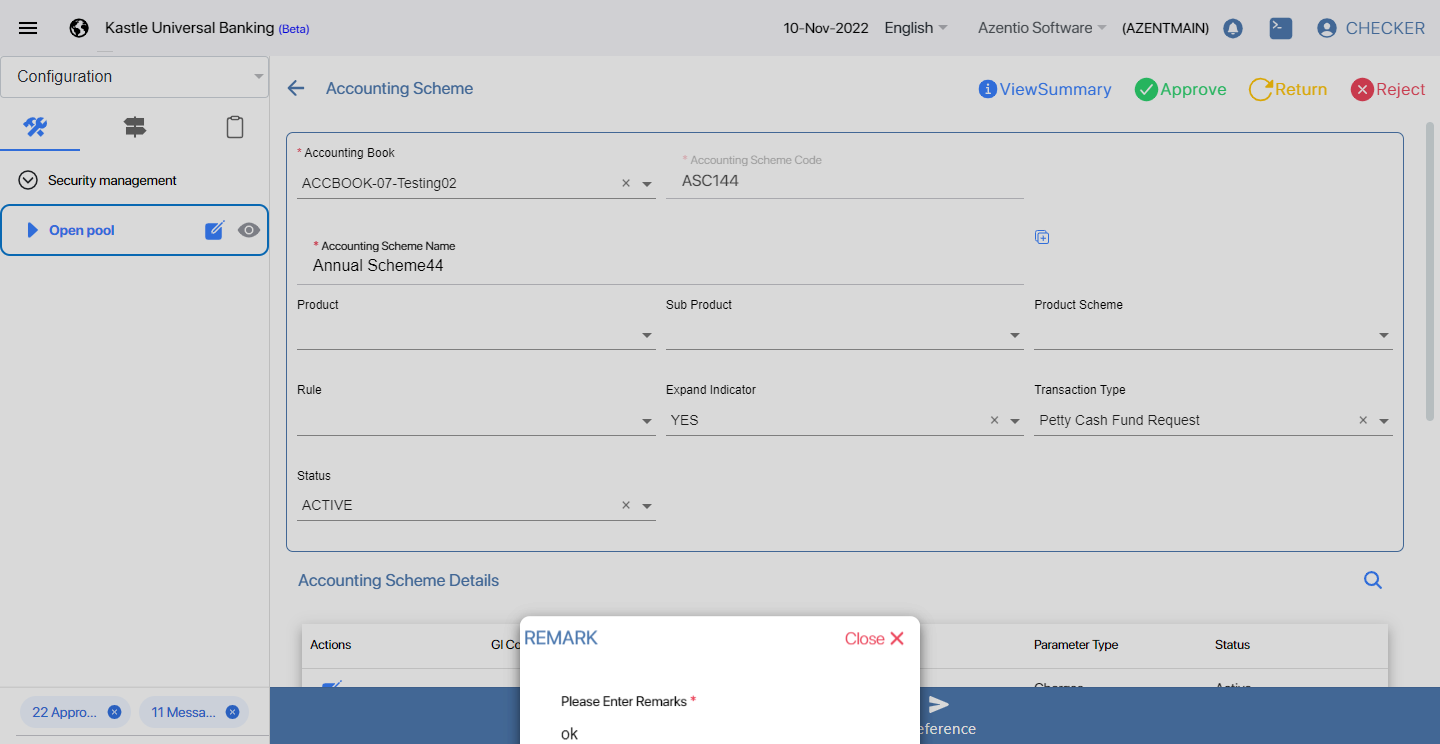 Kastle Universal Banking (Beta)
10-Nov-2022 English Azentio Software (AZENTMAIN) CHECKER
Configuration
Accounting Scheme
ViewSummary Approve Return Reject
Security management
Open pool
* Accounting Book
ACCBOOK-07-Testing02 ×
* Accounting Scheme Code
ASC144
* Accounting Scheme Name
Annual Scheme44
Product Sub Product Product Scheme
Rule Expand Indicator Transaction Type
YES × Petty Cash Fund Request ×
Status
ACTIVE ×
Accounting Scheme Details
Actions Gl Co Parameter Type Status
Charges Active
REMARK Close ×
Please Enter Remarks *
ok
22 Appro... 11 Messa...
eference